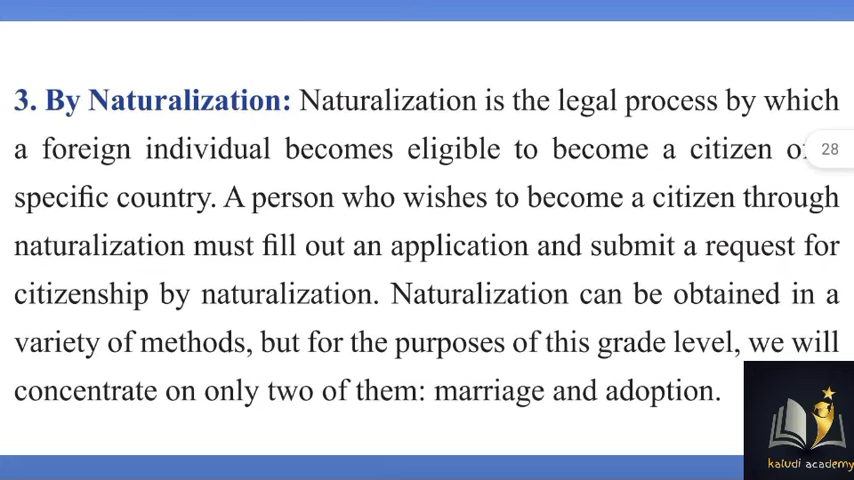 3. By Naturalization: Naturalization is the legal process by which
a foreign individual becomes eligible to become a citizen
28
specific country. A person who wishes to become a citizen through
naturalization must fill out an application and submit a request for
citizenship by naturalization. Naturalization can be obtained in a
variety of methods, but for the purposes of this grade level, we will
concentrate on only two of them: marriage and adoption.
kaludi academy